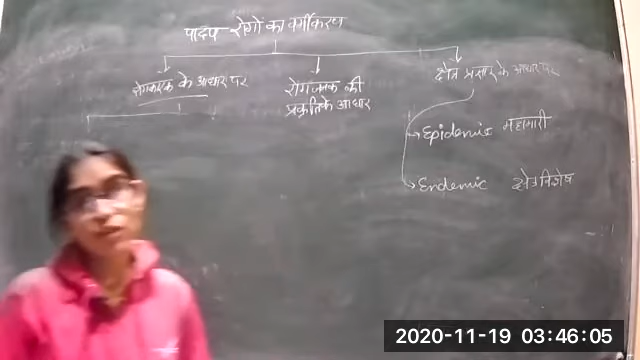 पादप रोगों का वर्गीकरण
रोगकारक के आधार पर
रोगजनक की
प्रकृति के आधार
क्षेत्र प्रसार के आधार पर
Epidemic महामारी
Endemic क्षेत्र विशेष
2020-11-19 03:46:05